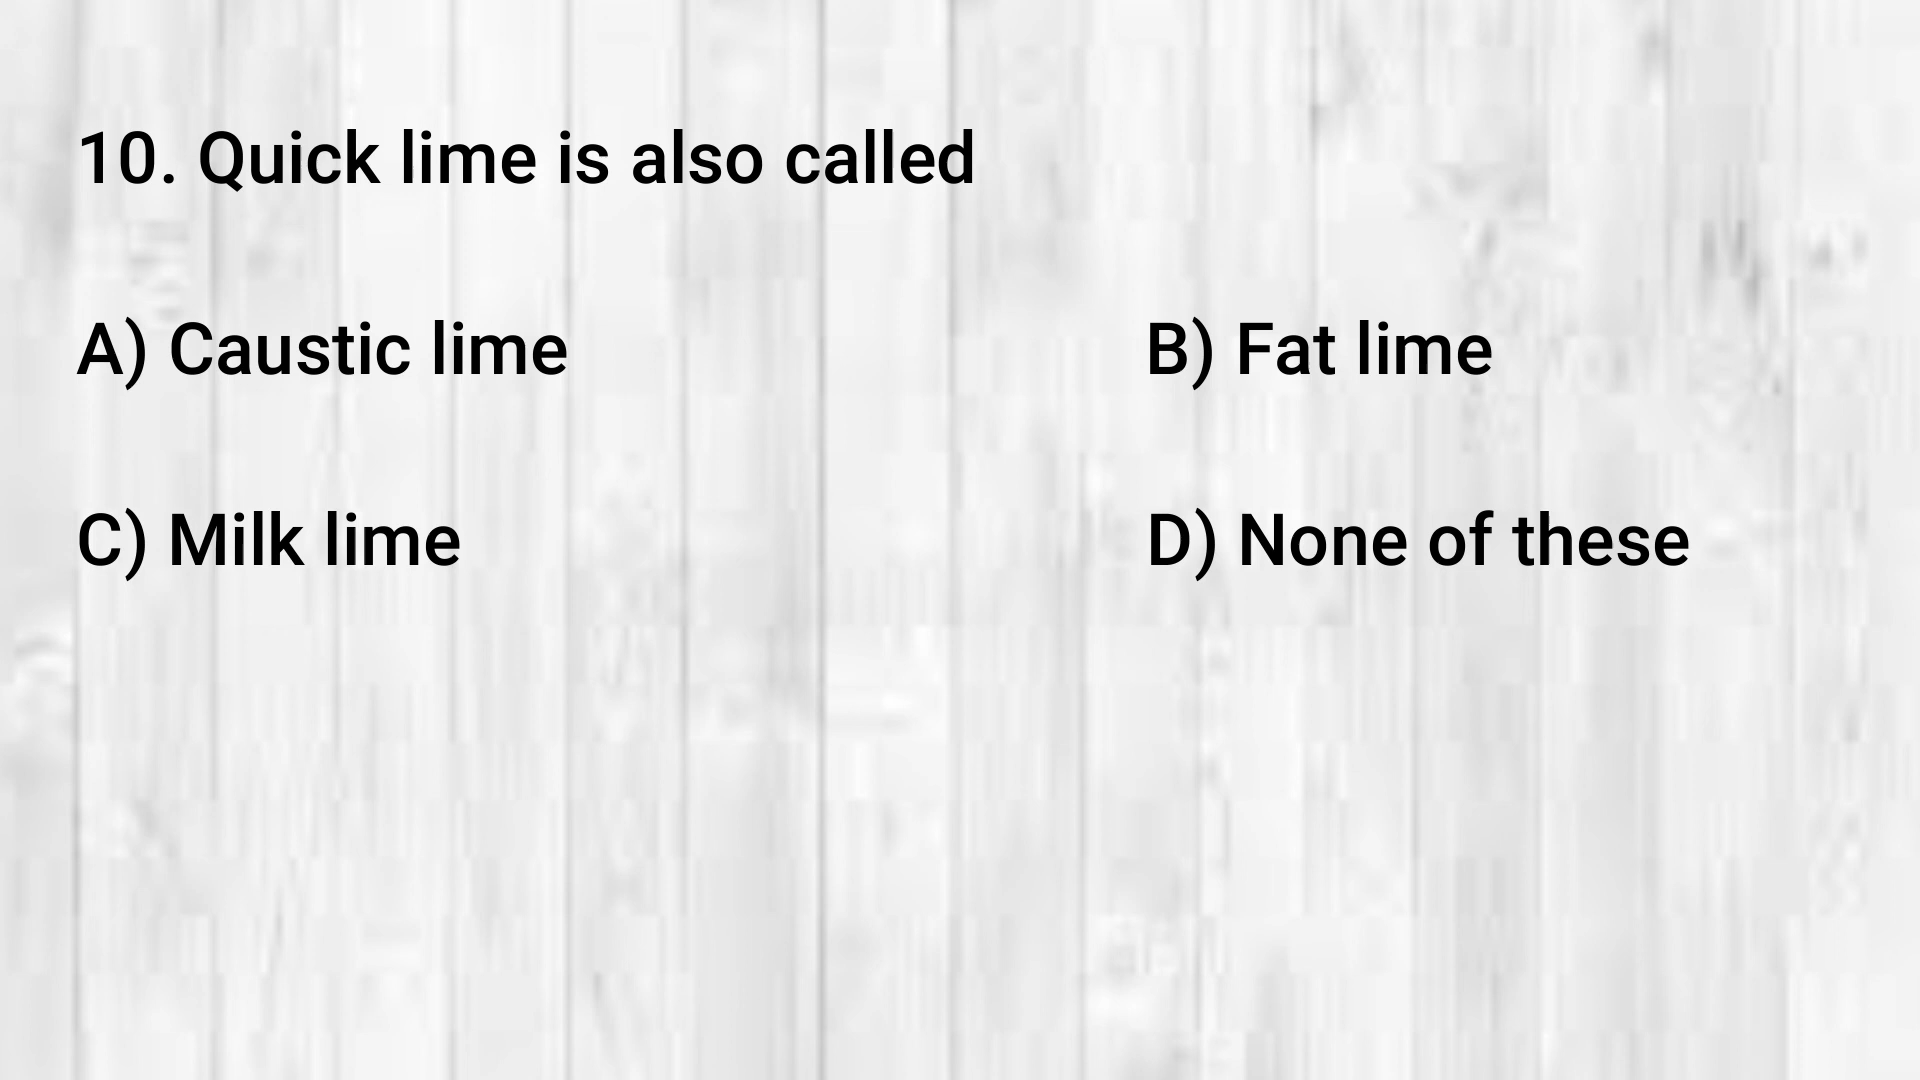 10. Quick lime is also called
A) Caustic lime B) Fat lime
C) Milk lime D) None of these